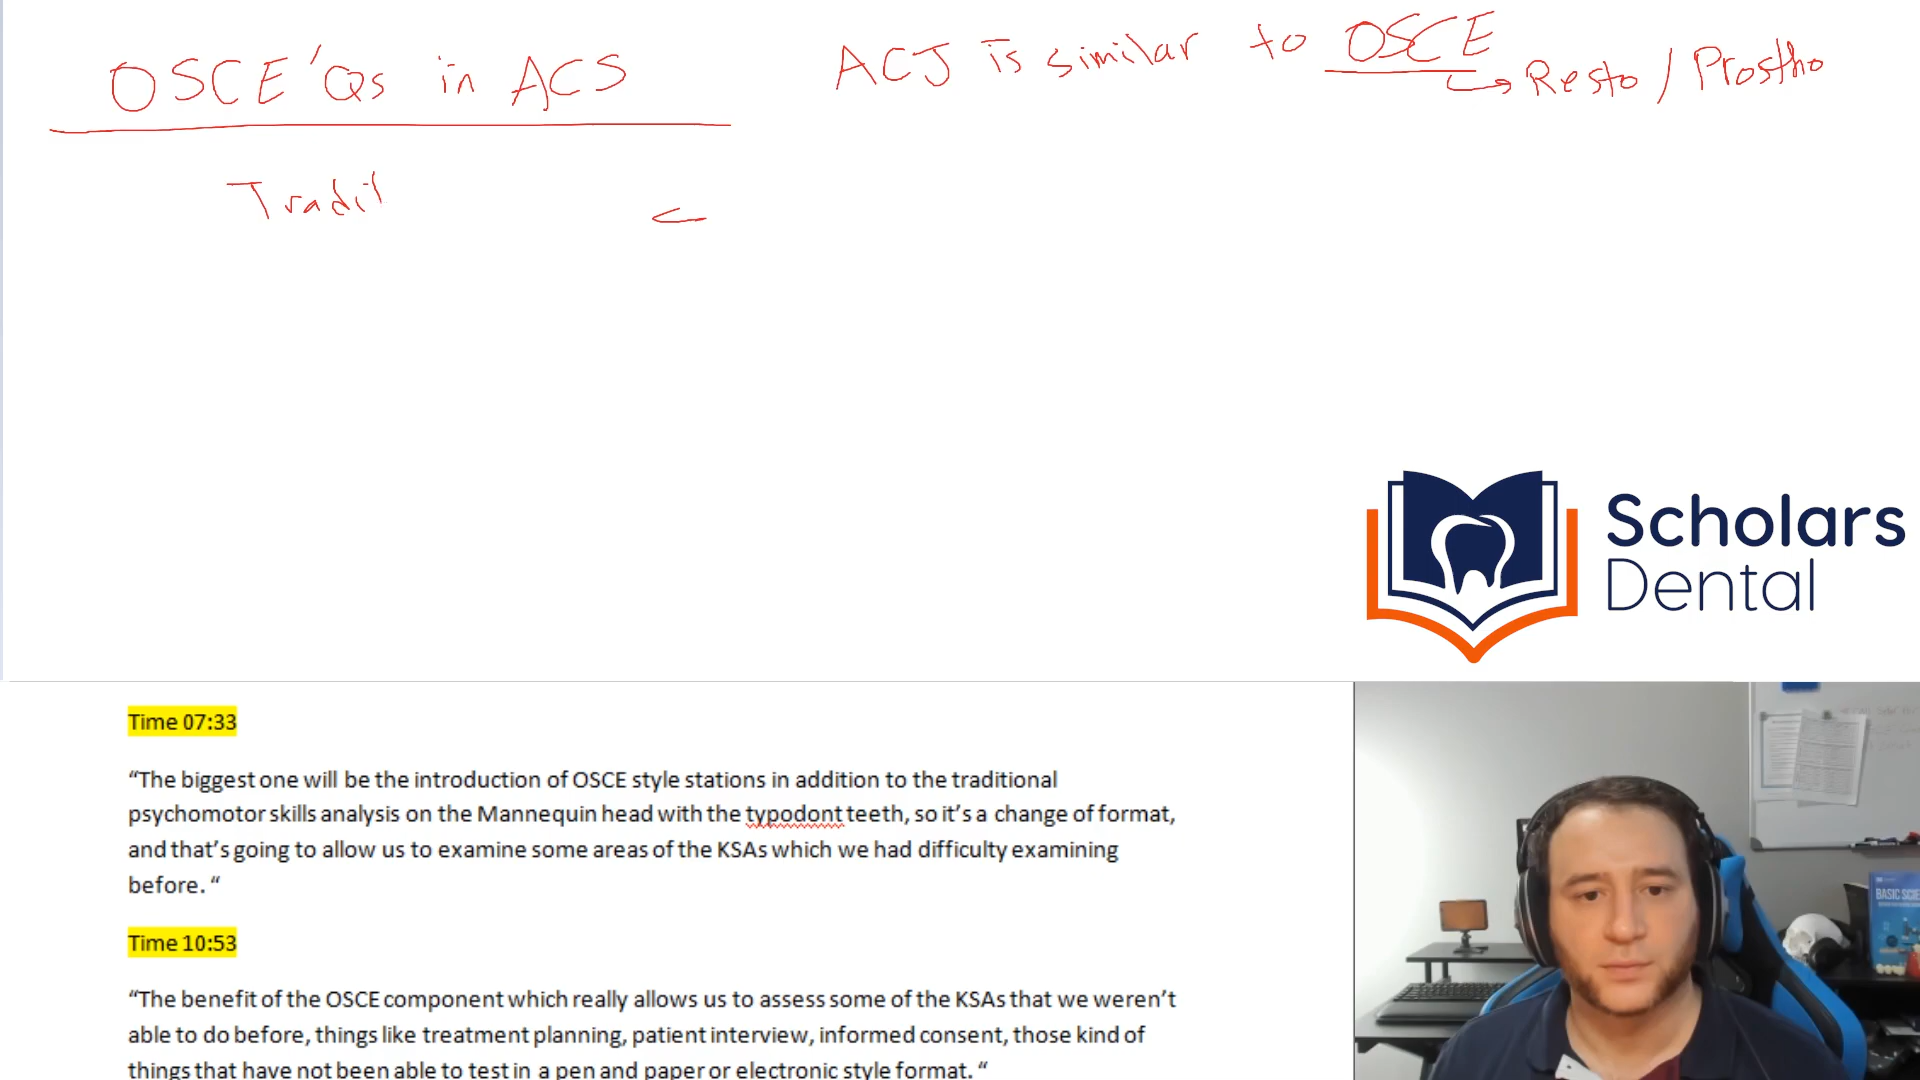 OSCE'Qs in ACS
ACJ is similar to OSCE
Resto / Prostho
Tradit
Scholars
Dental
Time 07:33
“The biggest one will be the introduction of OSCE style stations in addition to the traditional
psychomotor skills analysis on the Mannequin head with the typodont teeth, so it’s a change of format,
and that’s going to allow us to examine some areas of the KSAs which we had difficulty examining
before. “
Time 10:53
“The benefit of the OSCE component which really allows us to assess some of the KSAs that we weren’t
able to do before, things like treatment planning, patient interview, informed consent, those kind of
things that have not been able to test in a pen and paper or electronic style format. “
BASIC